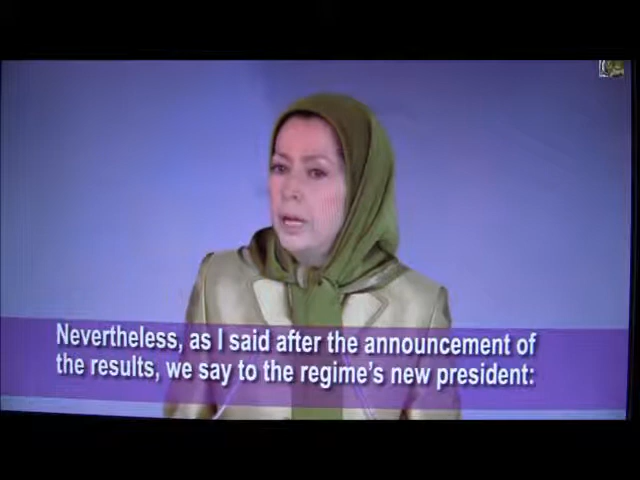 Nevertheless, as I said after the announcement of
the results, we say to the regime's new president: